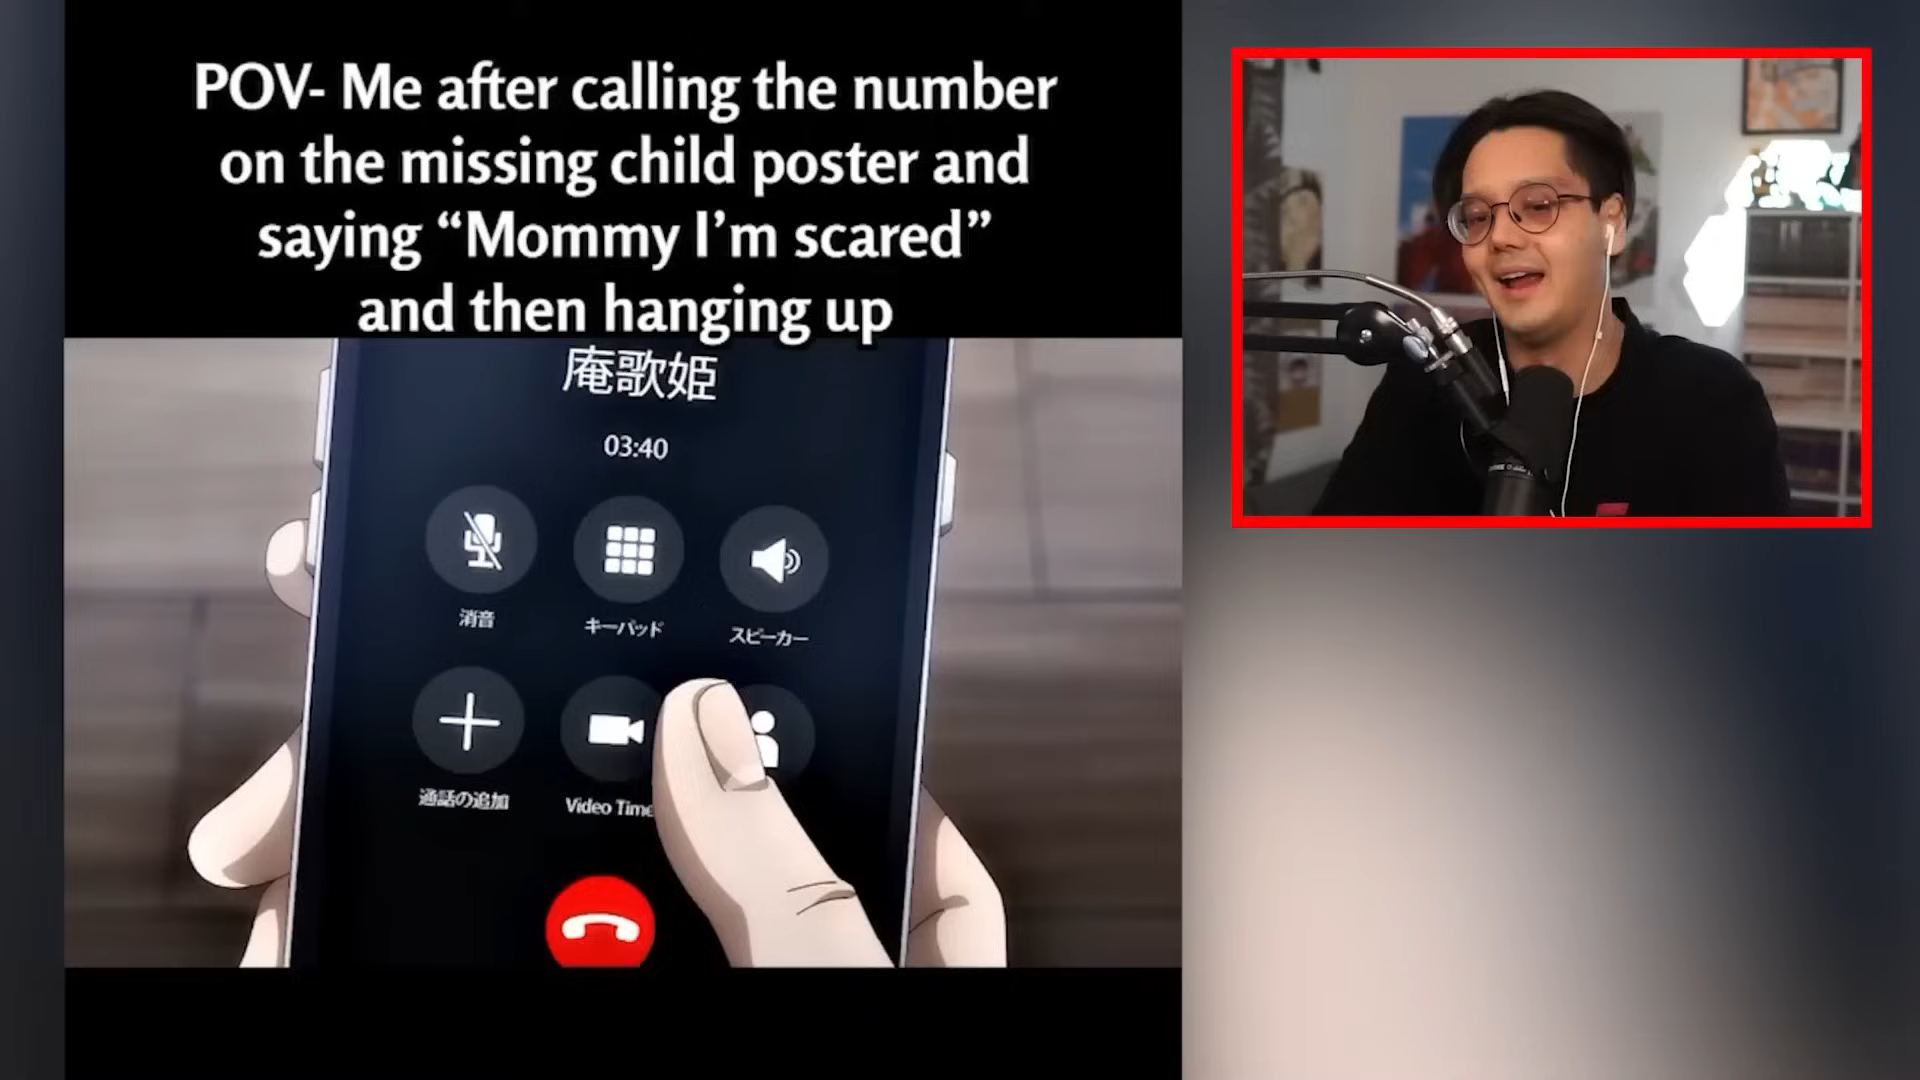 POV- Me after calling the number
on the missing child poster and
saying “Mommy I’m scared”
and then hanging up
庵歌姫
03:40
消音
キーパッド
スピーカー
通話の追加
Video Time